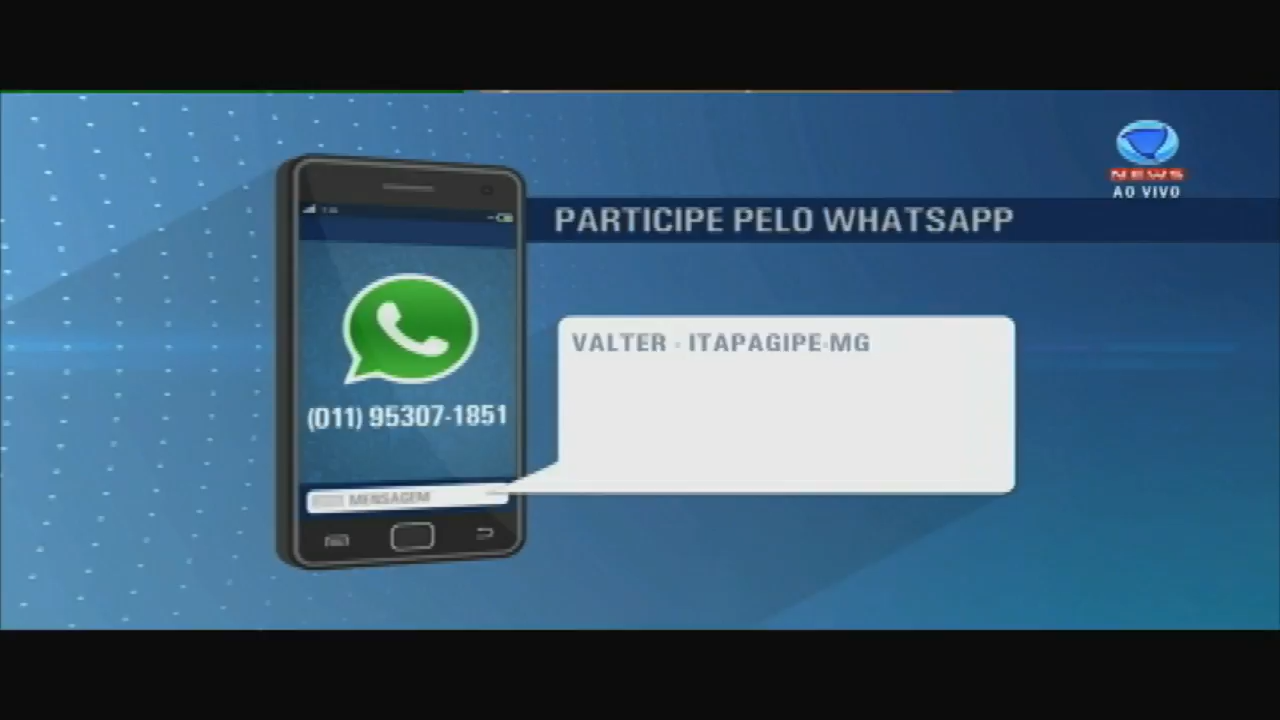 NEWS
AO VIVO
PARTICIPE PELO WHATSAPP
VALTER - ITAPAGIPE-MG
(011) 95307-1851
MENSAGEM